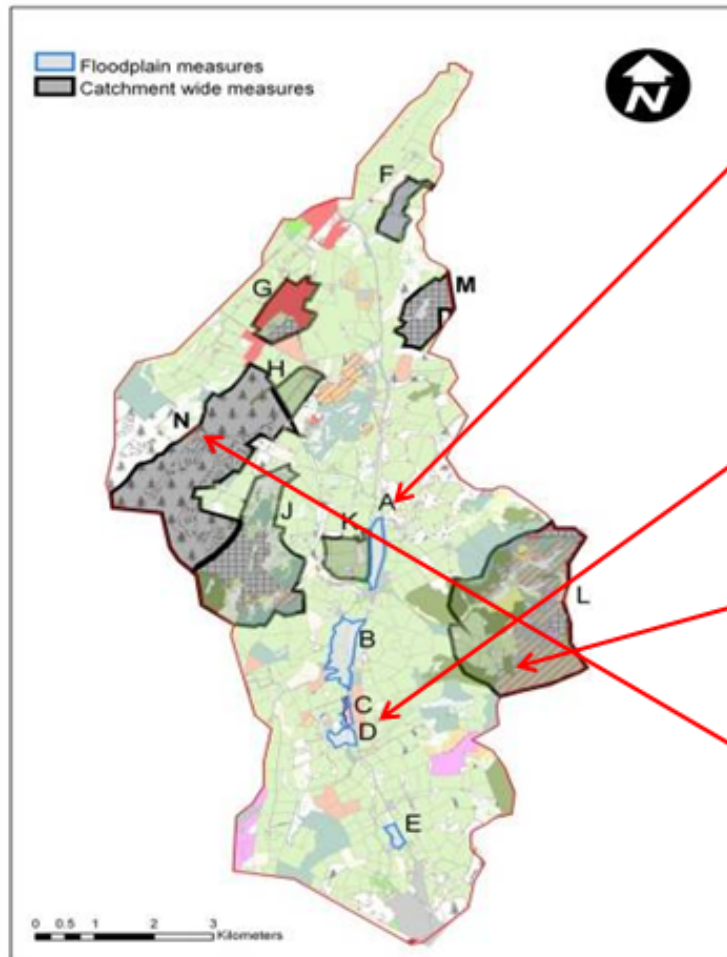 Floodplain measures
Catchment wide measures
N
F
G
M
H
N
A
J
K
L
B
C
D
E
0 0.5 1 2 3
Kilometers